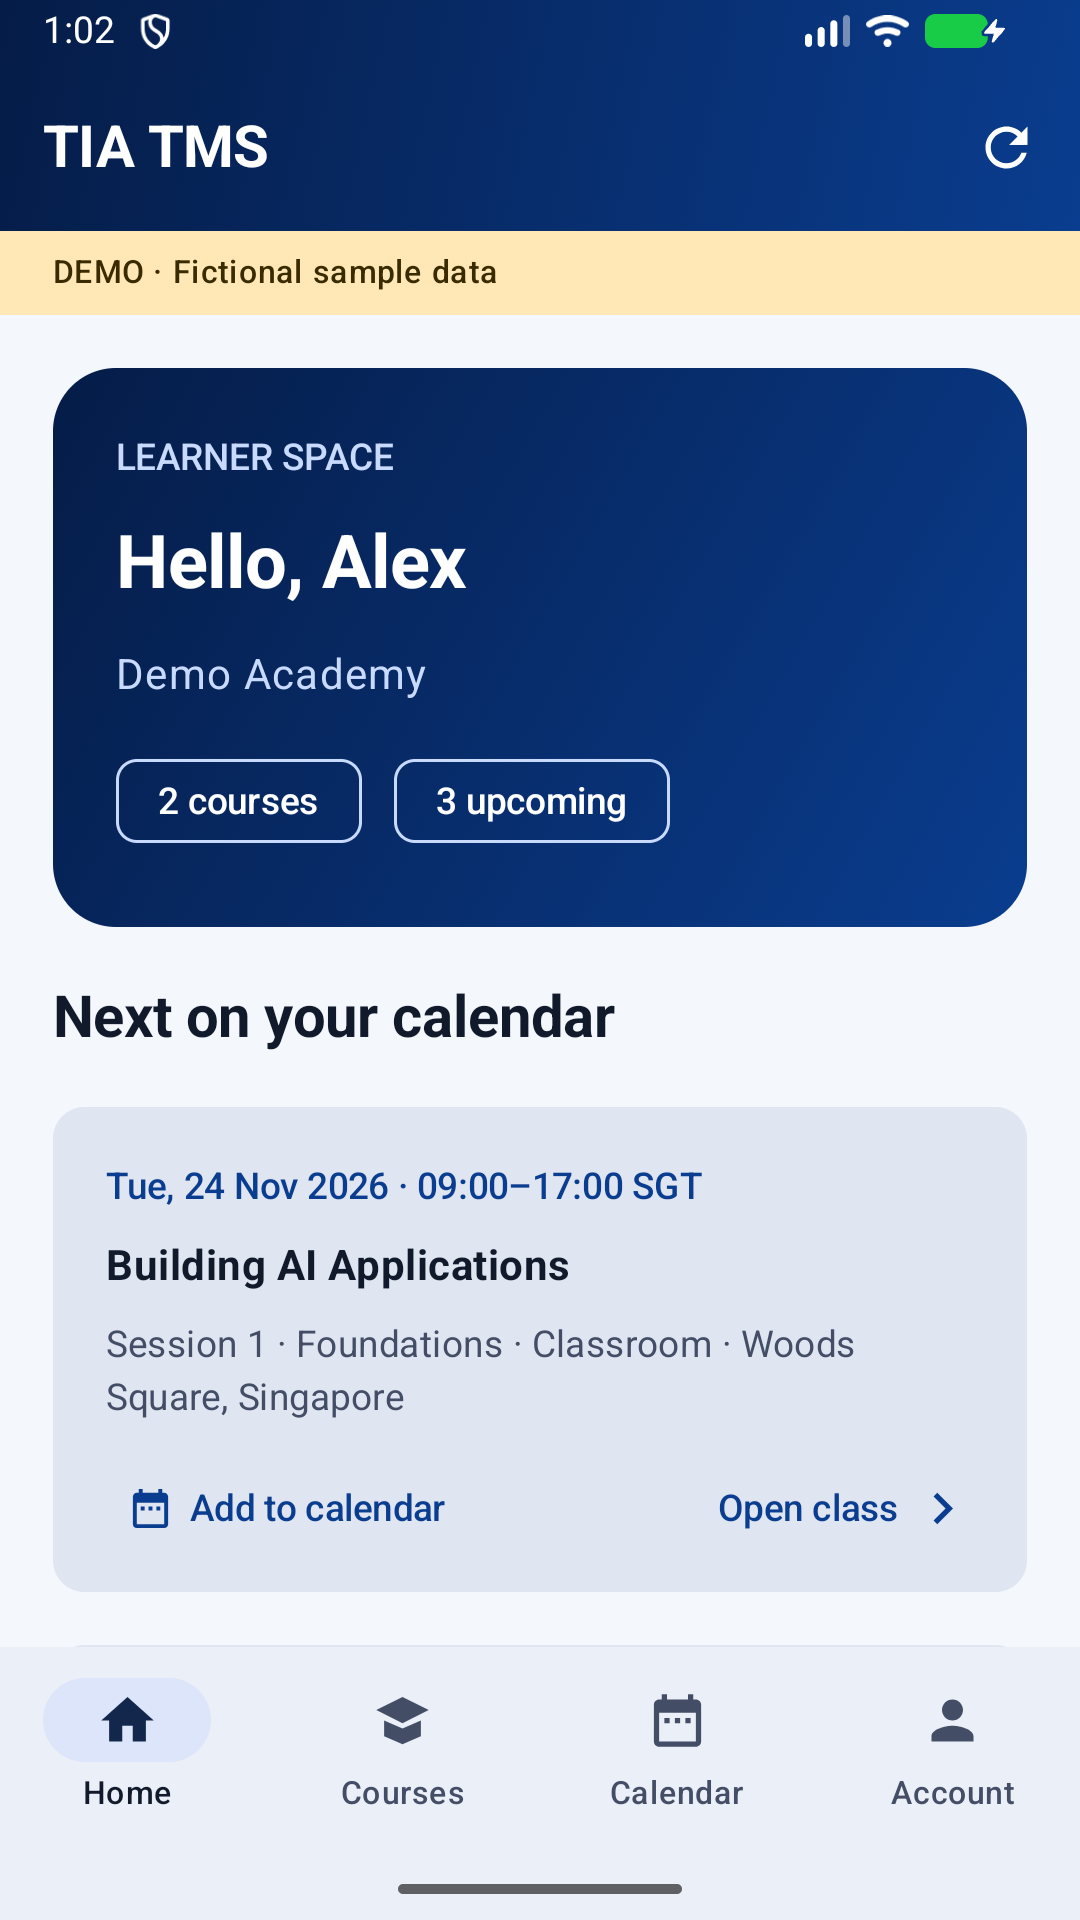 1:02
TIA TMS
DEMO · Fictional sample data
LEARNER SPACE
Hello, Alex
Demo Academy
2 courses
3 upcoming
Next on your calendar
Tue, 24 Nov 2026 · 09:00–17:00 SGT
Building AI Applications
Session 1 · Foundations · Classroom · Woods
Square, Singapore
Add to calendar
Open class
Home
Courses
Calendar
Account